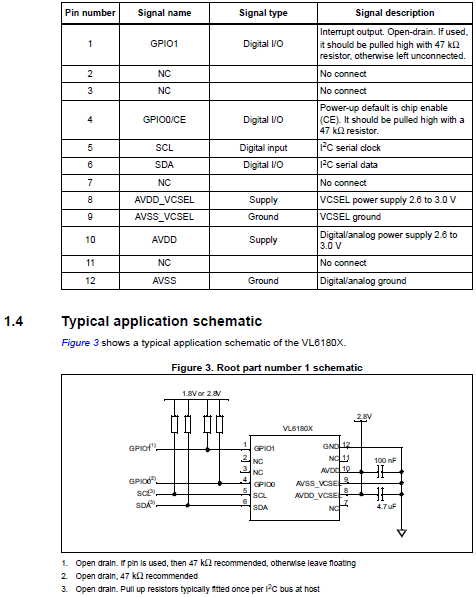 Pin number Signal name Signal type Signal description
1 GPIO1 Digital I/O Interrupt output. Open-drain. If used,
it should be pulled high with 47 kΩ
resistor, otherwise left unconnected.
2 NC No connect
3 NC No connect
4 GPIO0/CE Digital I/O Power-up default is chip enable
(CE). It should be pulled high with a
47 kΩ resistor.
5 SCL Digital input I²C serial clock
6 SDA Digital I/O I²C serial data
7 NC No connect
8 AVDD_VCSEL Supply VCSEL power supply 2.6 to 3.0 V
9 AVSS_VCSEL Ground VCSEL ground
10 AVDD Supply Digital/analog power supply 2.6 to
3.0 V
11 NC No connect
12 AVSS Ground Digital/analog ground
1.4 Typical application schematic
Figure 3 shows a typical application schematic of the VL6180X.
Figure 3. Root part number 1 schematic
1.8V or 2.8V
2.8V
VL6180X
GPIO1(1) 1 GPIO1 GND 12
2 NC NC 11 100 nF
3 NC AVDD 10
GPIO0(2) 4 GPIO0 AVSS_VCSEL 9
SCL(3) 5 SCL AVDD_VCSEL 8
SDA(3) 6 SDA NC 7 4.7 uF
1. Open drain. If pin is used, then 47 kΩ recommended, otherwise leave floating
2. Open drain, 47 kΩ recommended
3. Open drain. Pull up resistors typically fitted once per I²C bus at host